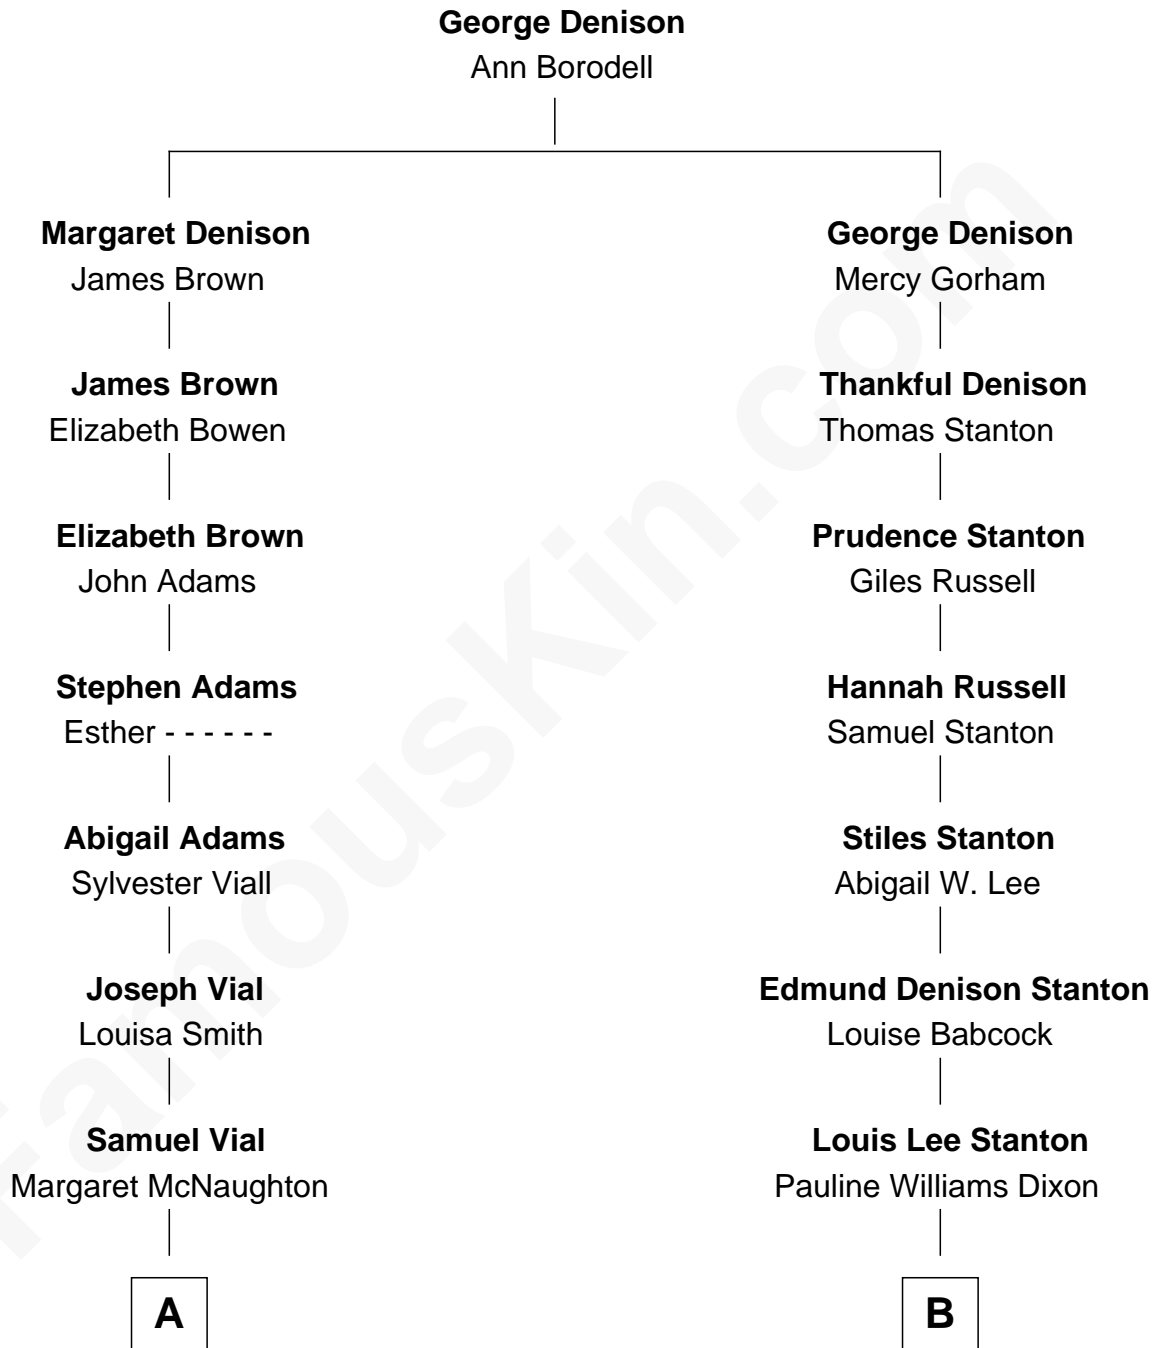 George Denison
Ann Borodell
Margaret Denison
James Brown
George Denison
Mercy Gorham
James Brown
Elizabeth Bowen
Thankful Denison
Thomas Stanton
Elizabeth Brown
John Adams
Prudence Stanton
Giles Russell
Stephen Adams
Esther - - - - - -
Hannah Russell
Samuel Stanton
Abigail Adams
Sylvester Viall
Stiles Stanton
Abigail W. Lee
Joseph Vial
Louisa Smith
Edmund Denison Stanton
Louise Babcock
Samuel Vial
Margaret McNaughton
Louis Lee Stanton
Pauline Williams Dixon
A
B
FamousKin.com